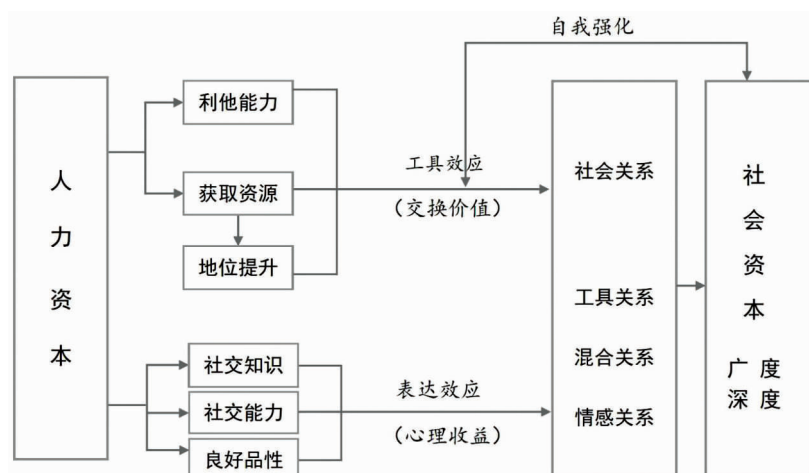 自我强化
人力资本
利他能力
获取资源
地位提升
工具效应
（交换价值）
社交知识
社交能力
良好品性
表达效应
（心理收益）
社会关系
工具关系
混合关系
情感关系
社会资本
广度
深度